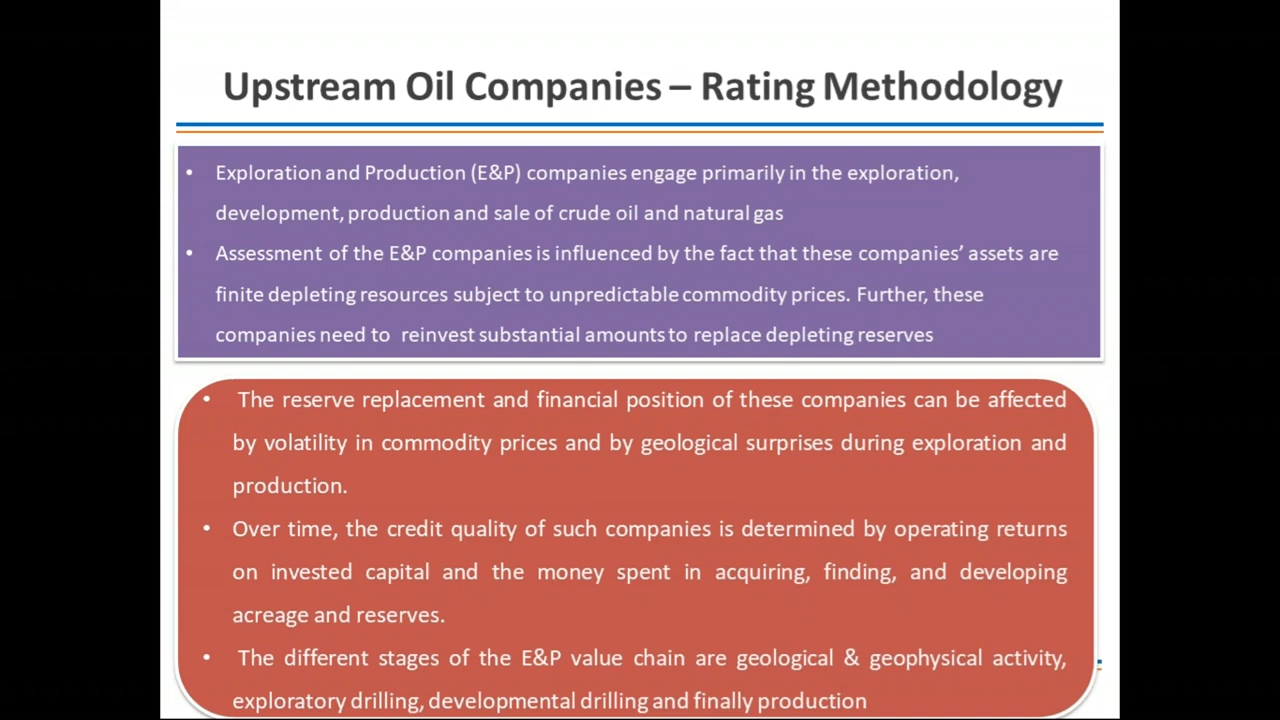 Upstream Oil Companies – Rating Methodology
• Exploration and Production (E&P) companies engage primarily in the exploration,
development, production and sale of crude oil and natural gas
• Assessment of the E&P companies is influenced by the fact that these companies’ assets are
finite depleting resources subject to unpredictable commodity prices. Further, these
companies need to reinvest substantial amounts to replace depleting reserves
• The reserve replacement and financial position of these companies can be affected
by volatility in commodity prices and by geological surprises during exploration and
production.
• Over time, the credit quality of such companies is determined by operating returns
on invested capital and the money spent in acquiring, finding, and developing
acreage and reserves.
• The different stages of the E&P value chain are geological & geophysical activity,
exploratory drilling, developmental drilling and finally production